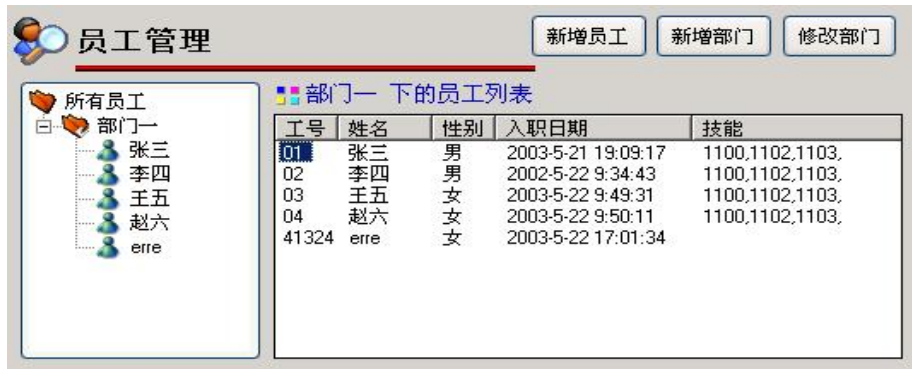 员工管理
新增员工 新增部门 修改部门
所有员工
部门一
张三
李四
王五
赵六
erre
部门一 下的员工列表
工号 姓名 性别 入职日期 技能
01 张三 男 2003-5-21 19:09:17 1100,1102,1103,
02 李四 男 2002-5-22 9:34:43 1100,1102,1103,
03 王五 女 2003-5-22 9:49:31 1100,1102,1103,
04 赵六 女 2003-5-22 9:50:11 1100,1102,1103,
41324 erre 女 2003-5-22 17:01:34